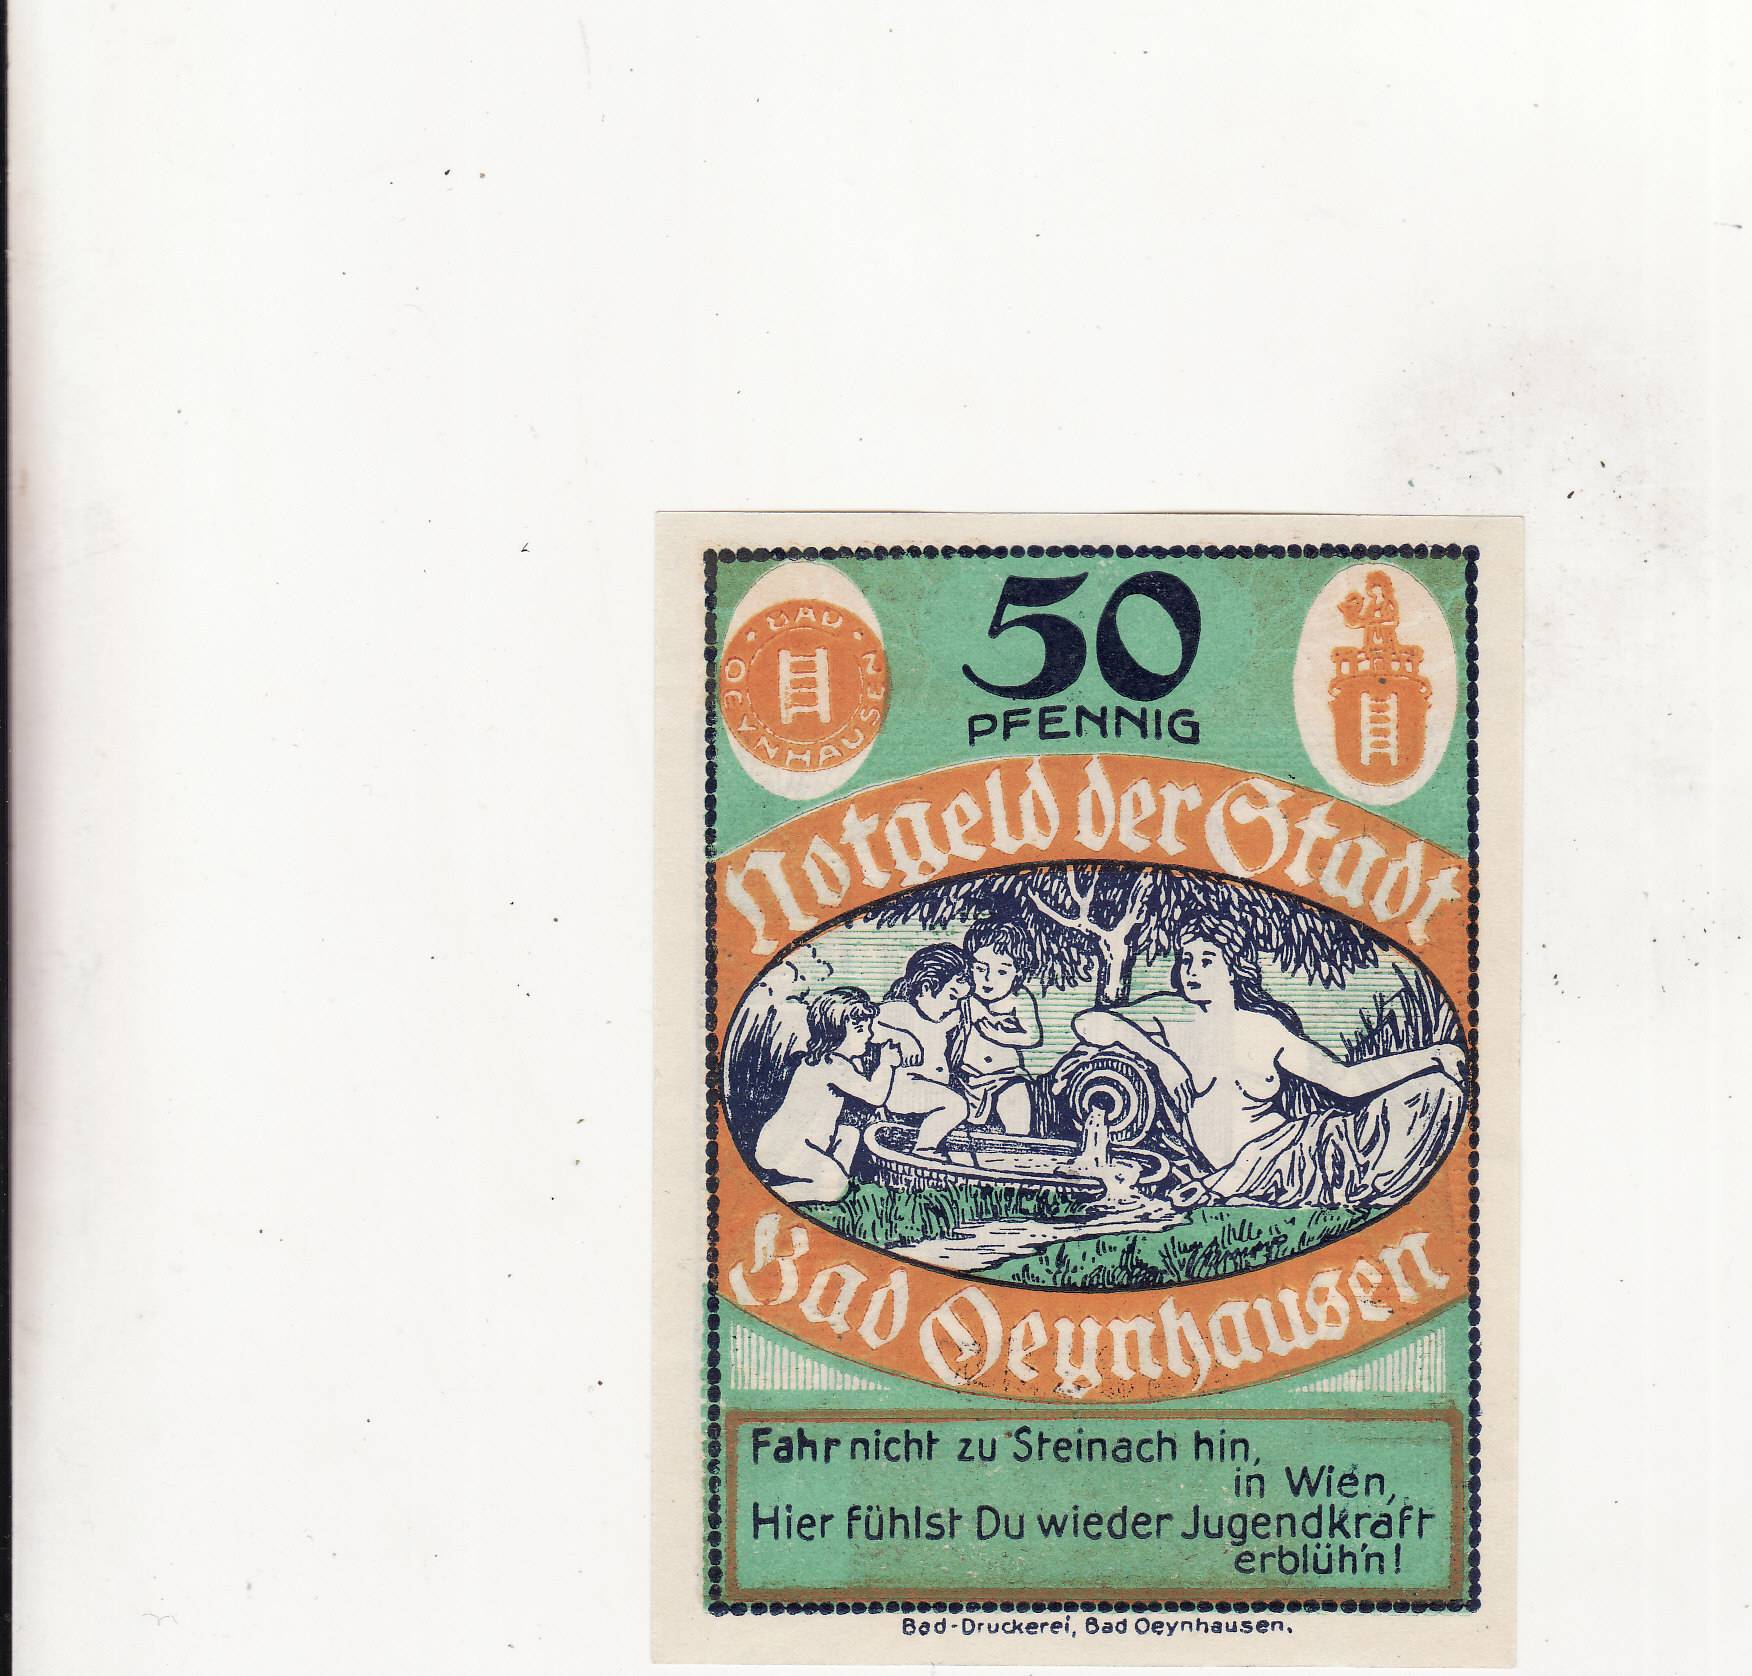 BAD OEYNHAUSEN
50
PFENNIG
Notgeld der Stadt
Bad Oeynhausen
Fahr nicht zu Steinach hin,
in Wien,
Hier fühlst Du wieder Jugendkraft
erblüh'n!
Bad-Druckerei, Bad Oeynhausen.